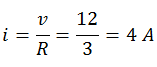 i = v/R = 12/3 = 4 A